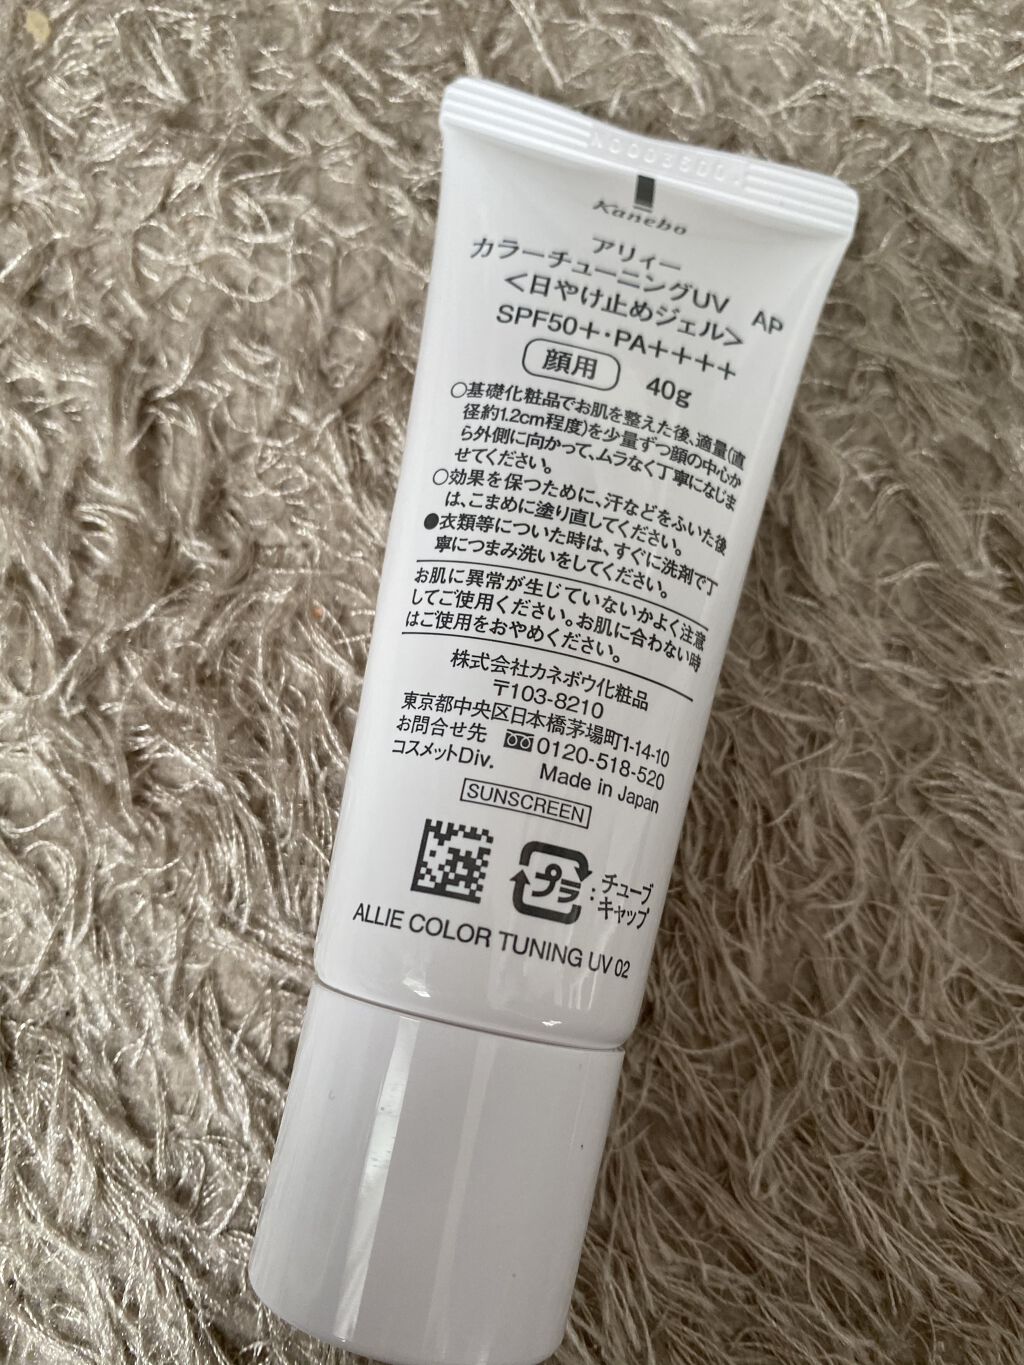 Kanebo
アリィー
カラーチューニングUV AP
<日やけ止めジェル>
SPF50+・PA++++
顔用 40g
○基礎化粧品でお肌を整えた後、適量(直
径約1.2cm程度)を少量ずつ顔の中心か
ら外側に向かって、ムラなく丁寧になじま
せてください。
○効果を保つために、汗などをふいた後
は、こまめに塗り直してください。
●衣類等についた時は、すぐに洗剤で丁
寧につまみ洗いをしてください。
お肌に異常が生じていないかよく注意
してご使用ください。お肌に合わない時
はご使用をおやめください。
株式会社カネボウ化粧品
〒103-8210
東京都中央区日本橋茅場町1-14-10
お問合せ先 0120-518-520
コスメットDiv. Made in Japan
SUNSCREEN
プラ : チューブ
キャップ
ALLIE COLOR TUNING UV 02